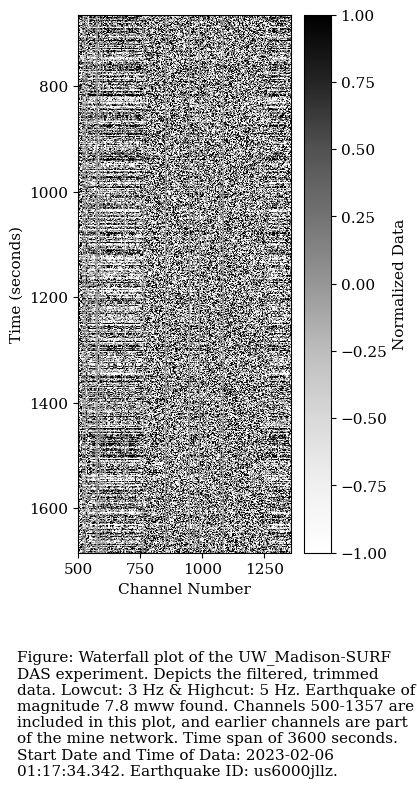 800
1000
1200
1400
1600
Time (seconds)
500
750
1000
1250
Channel Number
1.00
0.75
0.50
0.25
0.00
−0.25
−0.50
−0.75
−1.00
Normalized Data
Figure: Waterfall plot of the UW_Madison-SURF
DAS experiment. Depicts the filtered, trimmed
data. Lowcut: 3 Hz & Highcut: 5 Hz. Earthquake of
magnitude 7.8 mww found. Channels 500-1357 are
included in this plot, and earlier channels are part
of the mine network. Time span of 3600 seconds.
Start Date and Time of Data: 2023-02-06
01:17:34.342. Earthquake ID: us6000jllz.